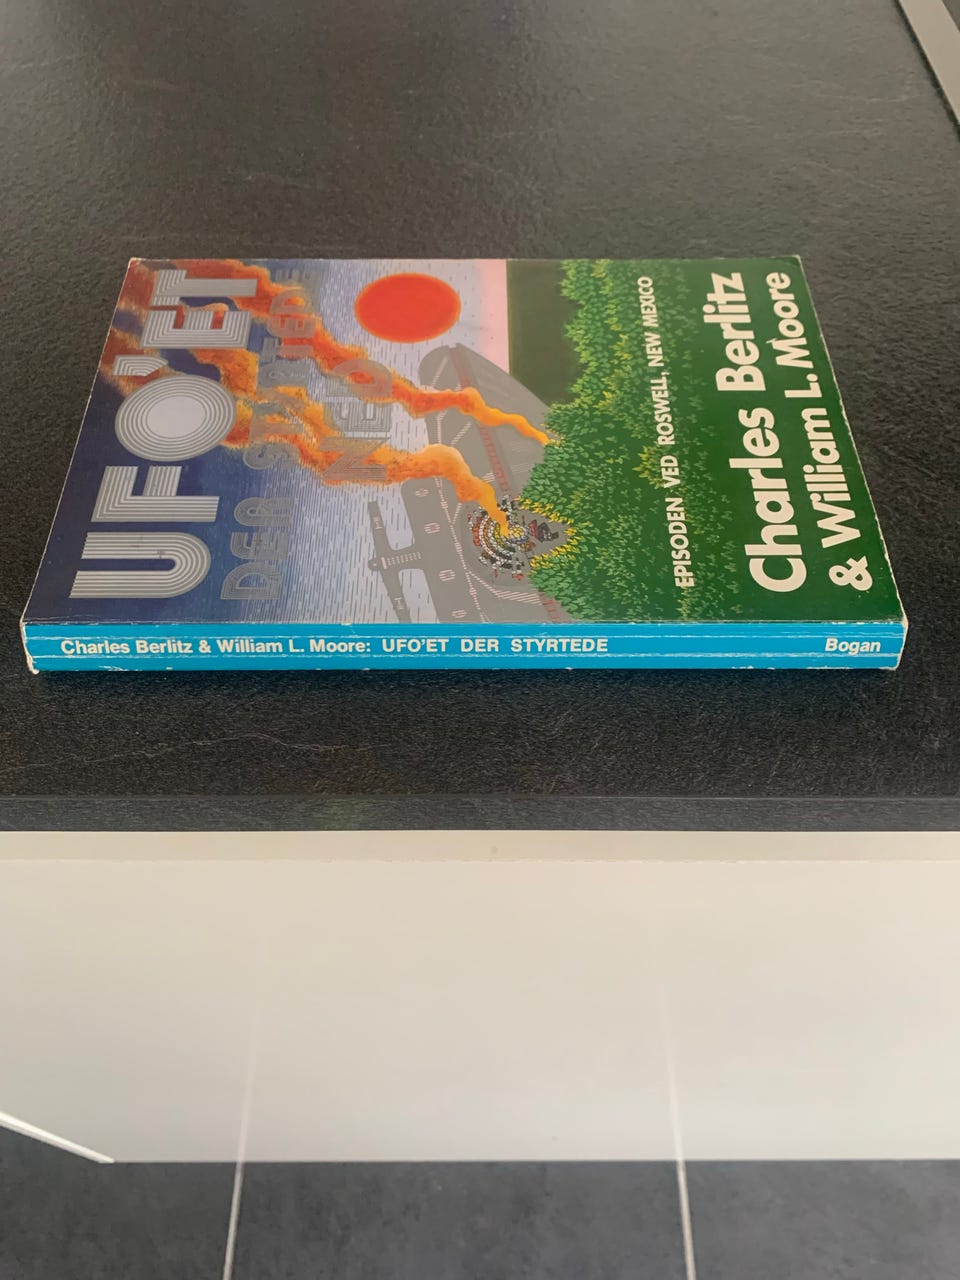 UFO'ET
DER STYRTEDE
NED
EPISODEN VED ROSWELL, NEW MEXICO
Charles Berlitz
& William L. Moore
Charles Berlitz & William L. Moore: UFO'ET DER STYRTEDE Bogan